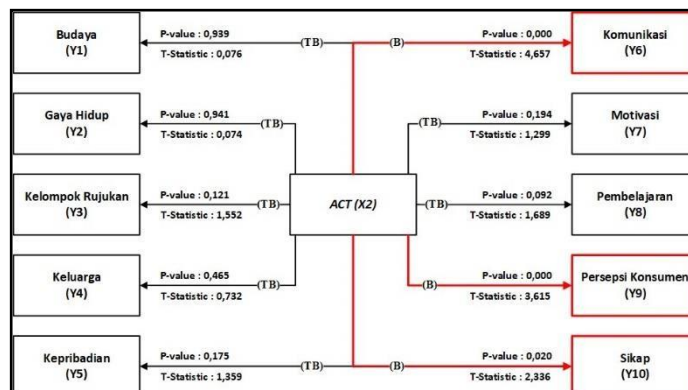 Budaya
(Y1)
P-value : 0,939
T-Statistic : 0,076
(TB)
(B)
P-value : 0,000
T-Statistic : 4,657
Komunikasi
(Y6)
Gaya Hidup
(Y2)
P-value : 0,941
T-Statistic : 0,074
(TB)
(TB)
P-value : 0,194
T-Statistic : 1,299
Motivasi
(Y7)
Kelompok Rujukan
(Y3)
P-value : 0,121
T-Statistic : 1,552
(TB)
ACT (X2)
(TB)
P-value : 0,092
T-Statistic : 1,689
Pembelajaran
(Y8)
Keluarga
(Y4)
P-value : 0,465
T-Statistic : 0,732
(TB)
(B)
P-value : 0,000
T-Statistic : 3,615
Persepsi Konsumen
(Y9)
Kepribadian
(Y5)
P-value : 0,175
T-Statistic : 1,359
(TB)
(B)
P-value : 0,020
T-Statistic : 2,336
Sikap
(Y10)